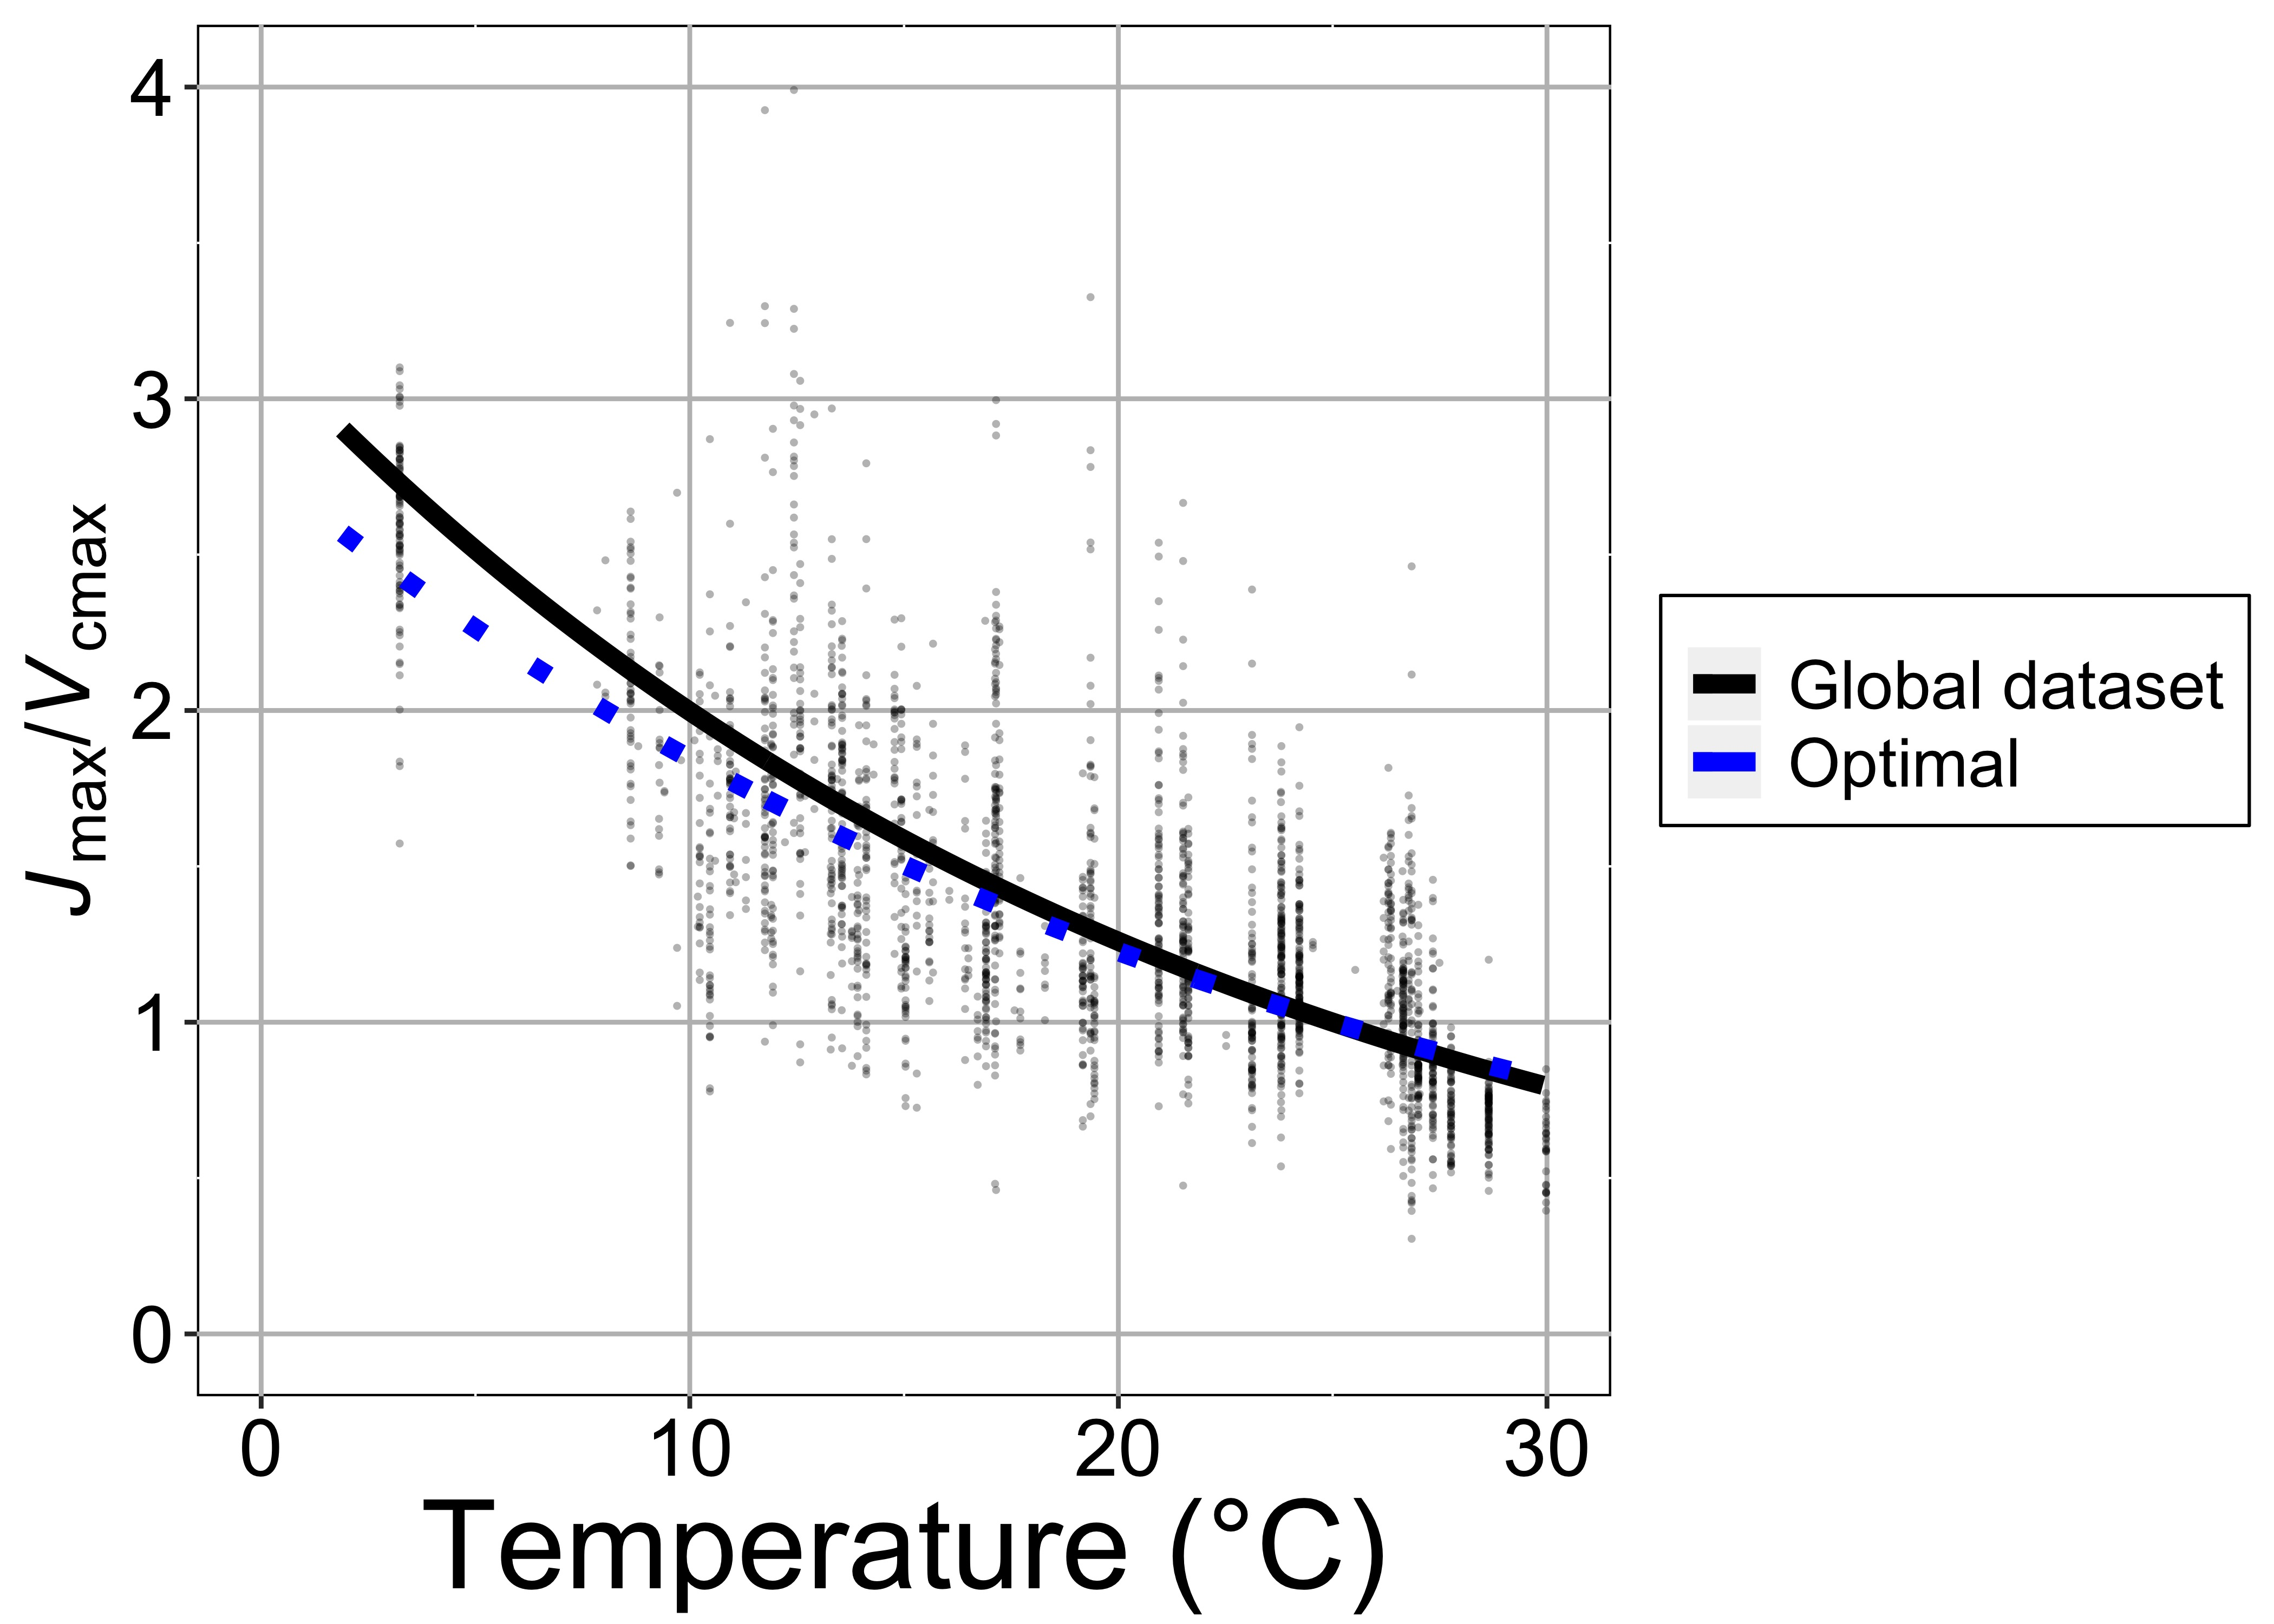 4
3
2
1
0
Jmax/Vcmax
0 10 20 30
Temperature (°C)
Global dataset
Optimal